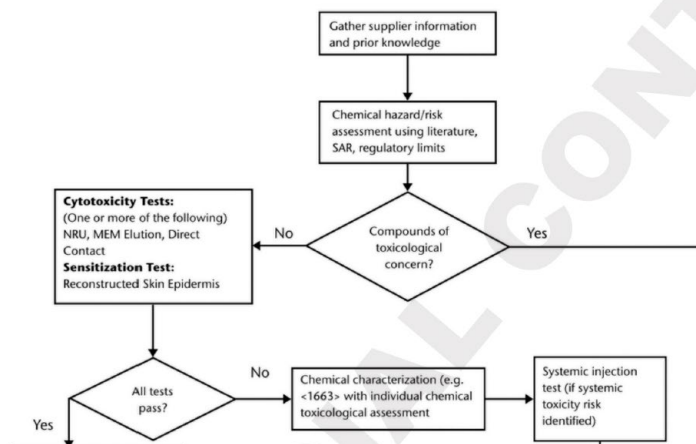 Gather supplier information
and prior knowledge
Chemical hazard/risk
assessment using literature,
SAR, regulatory limits
Cytotoxicity Tests:
(One or more of the following)
NRU, MEM Elution, Direct
Contact
Sensitization Test:
Reconstructed Skin Epidermis
No
Compounds of
toxicological
concern?
Yes
All tests
pass?
Yes
No
Chemical characterization (e.g.
<1663> with individual chemical
toxicological assessment
Systemic injection
test (if systemic
toxicity risk
identified)
IAL CONT